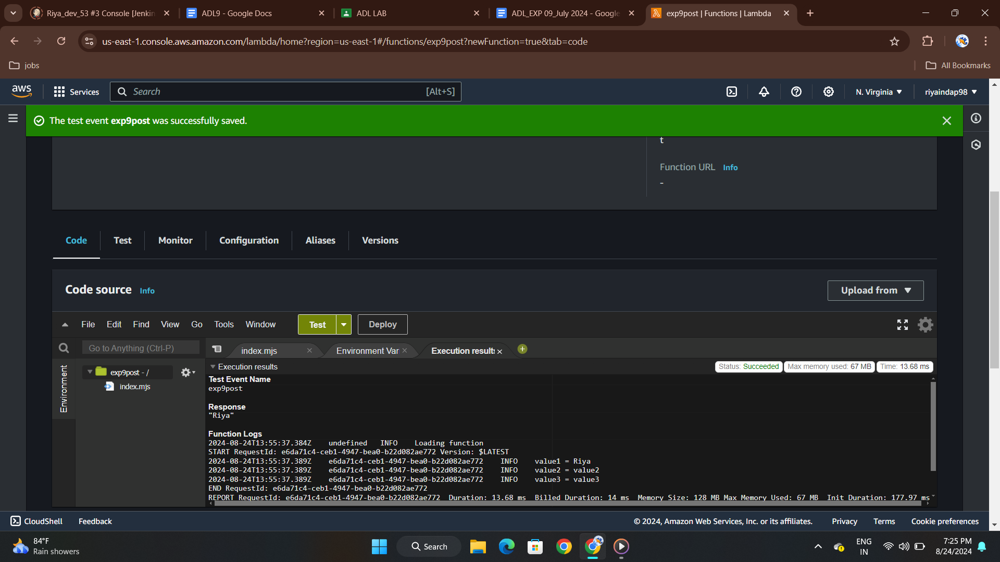 Riya_dev_53 #3 Console [Jenkin
ADL9 - Google Docs
ADL LAB
ADL_EXP 09_July 2024 - Google
exp9post | Functions | Lambda
us-east-1.console.aws.amazon.com/lambda/home?region=us-east-1#/functions/exp9post?newFunction=true&tab=code
jobs
All Bookmarks
aws
Services
Search
[Alt+S]
N. Virginia
riyaindap98
The test event exp9post was successfully saved.
t
Function URL Info
-
Code
Test
Monitor
Configuration
Aliases
Versions
Code source Info
Upload from
File Edit Find View Go Tools Window
Test
Deploy
Go to Anything (Ctrl-P)
index.mjs
Environment Var
Execution results
Environment
exp9post - /
index.mjs
Execution results
Status: Succeeded
Max memory used: 67 MB
Time: 13.68 ms
Test Event Name
exp9post
Response
"Riya"
Function Logs
2024-08-24T13:55:37.384Z undefined INFO Loading function
START RequestId: e6da71c4-ceb1-4947-bea0-b22d082ae772 Version: $LATEST
2024-08-24T13:55:37.389Z e6da71c4-ceb1-4947-bea0-b22d082ae772 INFO value1 = Riya
2024-08-24T13:55:37.389Z e6da71c4-ceb1-4947-bea0-b22d082ae772 INFO value2 = value2
2024-08-24T13:55:37.389Z e6da71c4-ceb1-4947-bea0-b22d082ae772 INFO value3 = value3
END RequestId: e6da71c4-ceb1-4947-bea0-b22d082ae772
REPORT RequestId: e6da71c4-ceb1-4947-bea0-b22d082ae772 Duration: 13.68 ms Billed Duration: 14 ms Memory Size: 128 MB Max Memory Used: 67 MB Init Duration: 177.97 ms
CloudShell
Feedback
© 2024, Amazon Web Services, Inc. or its affiliates.
Privacy
Terms
Cookie preferences
84°F
Rain showers
Search
ENG
IN
7:25 PM
8/24/2024